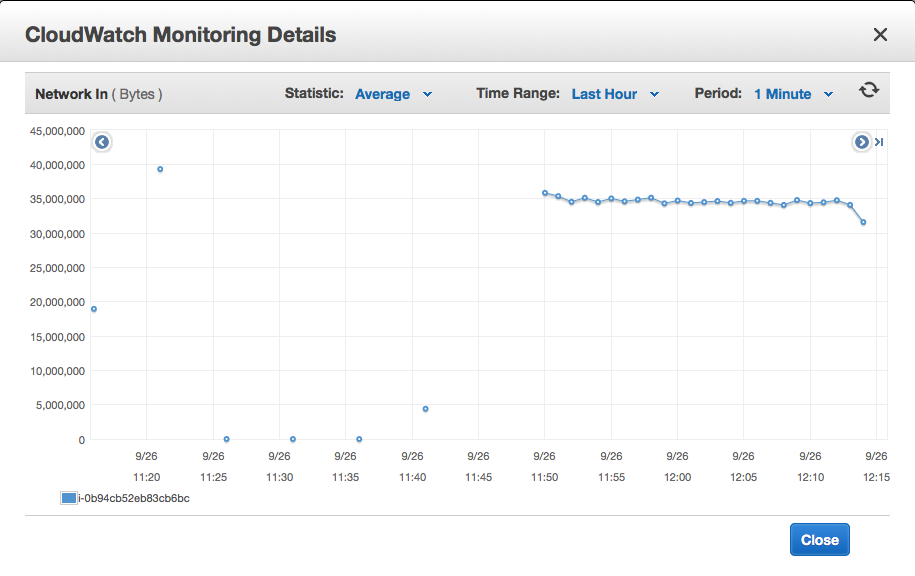 CloudWatch Monitoring Details
Network In ( Bytes ) Statistic: Average Time Range: Last Hour Period: 1 Minute
45,000,000
40,000,000
35,000,000
30,000,000
25,000,000
20,000,000
15,000,000
10,000,000
5,000,000
0
9/26 9/26 9/26 9/26 9/26 9/26 9/26 9/26 9/26 9/26 9/26 9/26
11:20 11:25 11:30 11:35 11:40 11:45 11:50 11:55 12:00 12:05 12:10 12:15
i-0b94cb52eb83cb6bc
Close